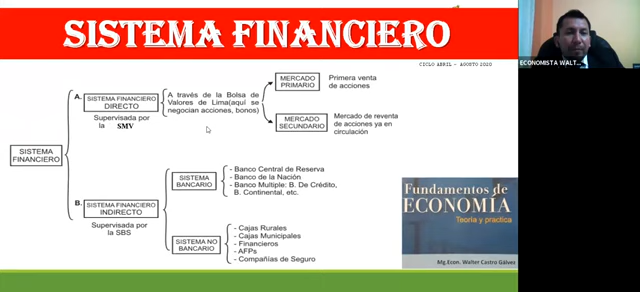 SISTEMA FINANCIERO
CICLO ABRIL - AGOSTO 2020
ECONOMISTA WALT...
SISTEMA
FINANCIERO
A.
SISTEMA FINANCIERO
DIRECTO
Supervisada por
la SMV
A través de la Bolsa de
Valores de Lima(aquí se
negocian acciones, bonos)
MERCADO
PRIMARIO
Primera venta
de acciones
MERCADO
SECUNDARIO
Mercado de reventa
de acciones ya en
circulación
B.
SISTEMA FINANCIERO
INDIRECTO
Supervisada por
la SBS
SISTEMA
BANCARIO
- Banco Central de Reserva
- Banco de la Nación
- Banco Multiple: B. De Crédito,
B. Continental, etc.
SISTEMA NO
BANCARIO
- Cajas Rurales
- Cajas Municipales
- Financieros
- AFPs
- Compañías de Seguro
Fundamentos de
ECONOMÍA
Teoría y practica
Mg.Econ. Walter Castro Gálvez